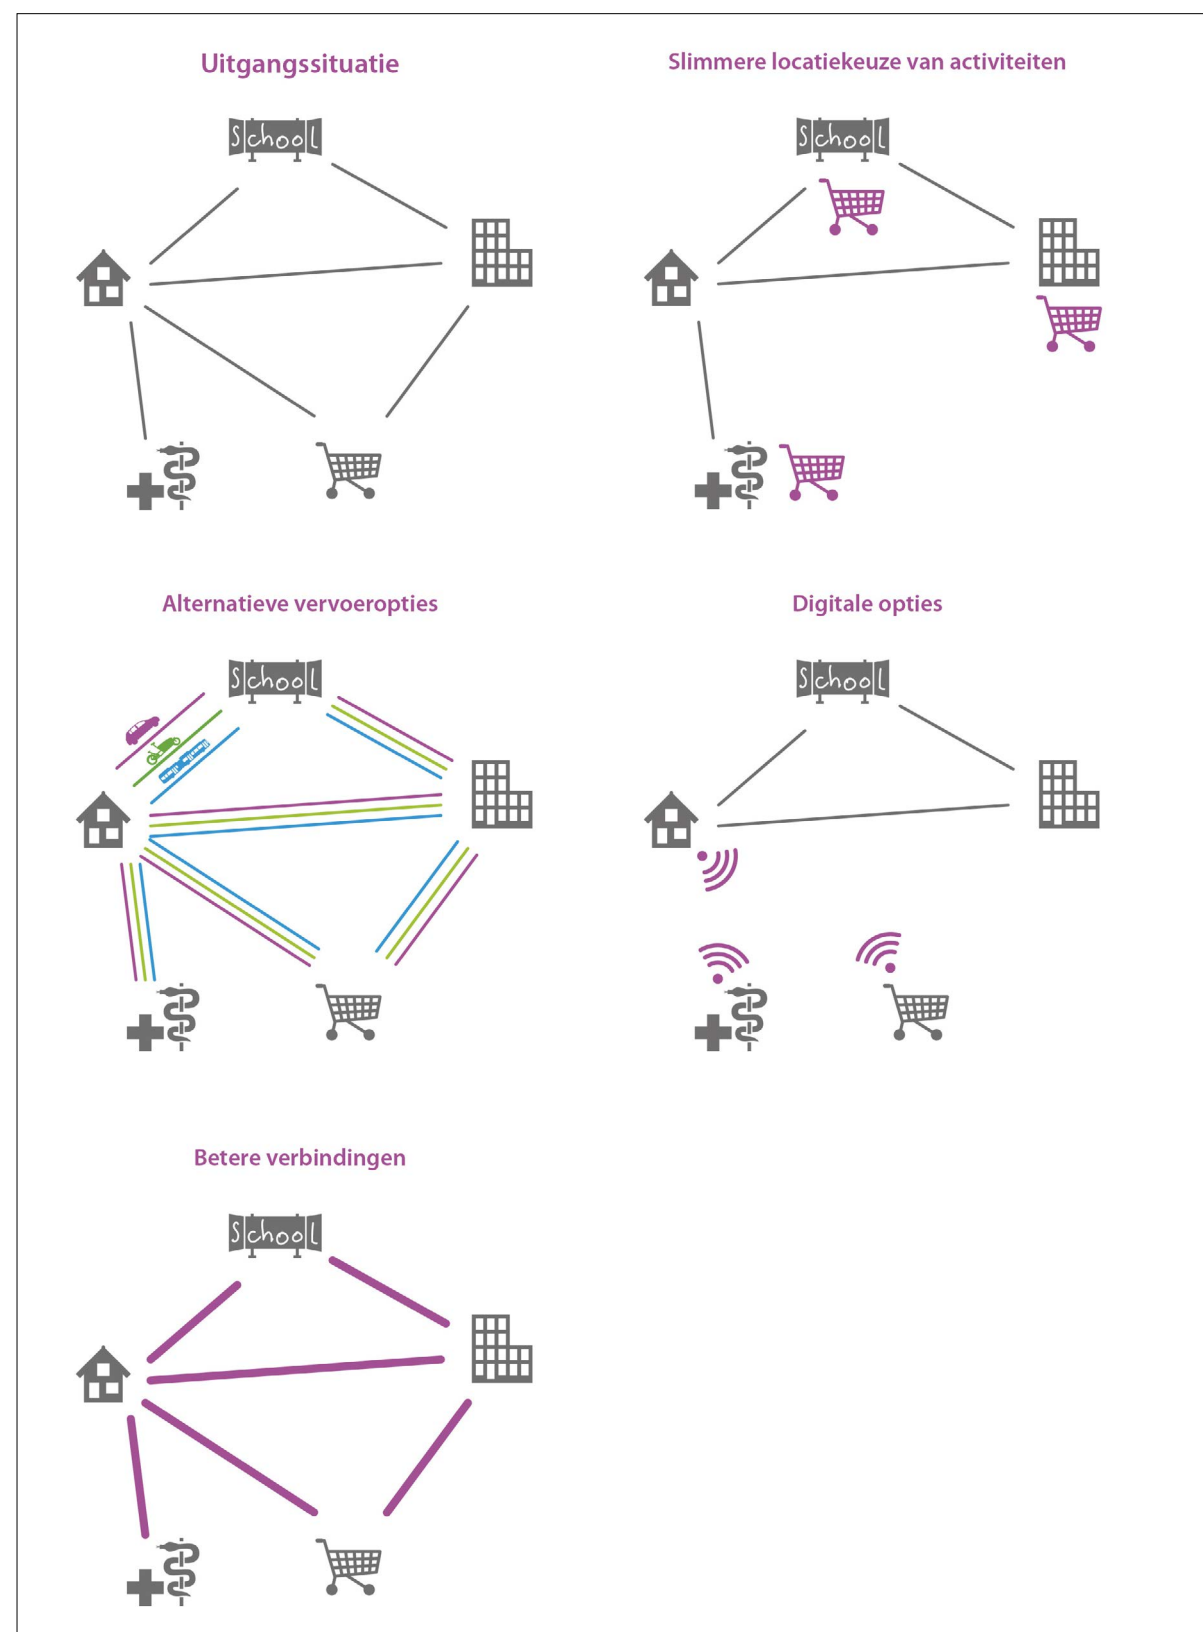 Uitgangssituatie
Slimmere locatiekeuze van activiteiten
School
School
Alternatieve vervoeropties
Digitale opties
School
School
Betere verbindingen
School